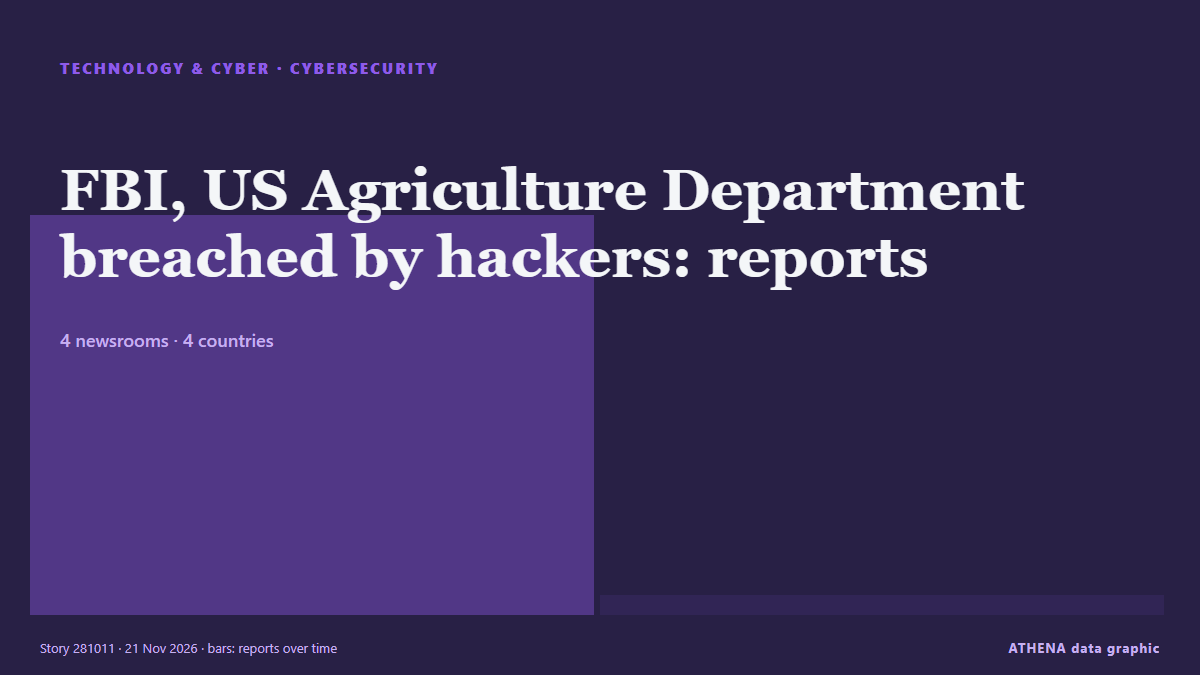 TECHNOLOGY & CYBER · CYBERSECURITY
FBI, US Agriculture Department
breached by hackers: reports
4 newsrooms · 4 countries
Story 281011 · 21 Nov 2026 · bars: reports over time
ATHENA data graphic